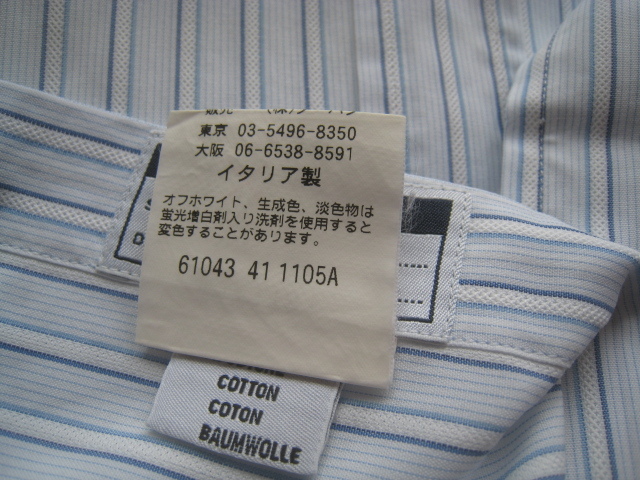 東京 03-5496-8350
大阪 06-6538-8591
イタリア製
オフホワイト、生成色、淡色物は
蛍光増白剤入り洗剤を使用すると
変色することがあります。
61043 41 1105A
COTTON
COTON
BAUMWOLLE